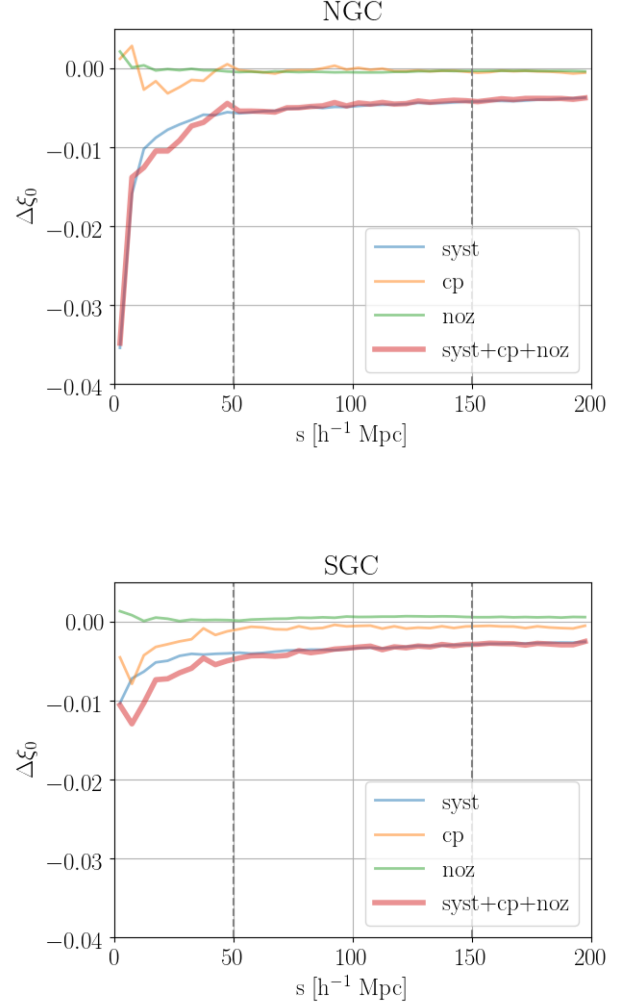 NGC
0.00
−0.01
−0.02
−0.03
−0.04
Δξ₀
syst
cp
noz
syst+cp+noz
0 50 100 150 200
s [h⁻¹ Mpc]
SGC
0.00
−0.01
−0.02
−0.03
−0.04
Δξ₀
syst
cp
noz
syst+cp+noz
0 50 100 150 200
s [h⁻¹ Mpc]